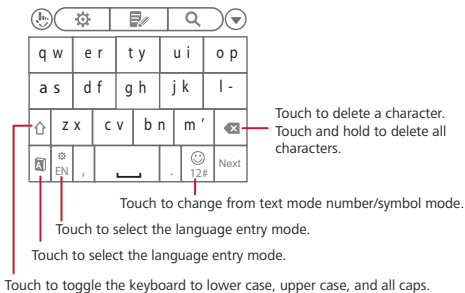 q w e r t y u i o p
a s d f g h j k l -
z x c v b n m ’
Touch to delete a character.
Touch and hold to delete all
characters.
EN , . 12# Next
Touch to change from text mode number/symbol mode.
Touch to select the language entry mode.
Touch to select the language entry mode.
Touch to toggle the keyboard to lower case, upper case, and all caps.